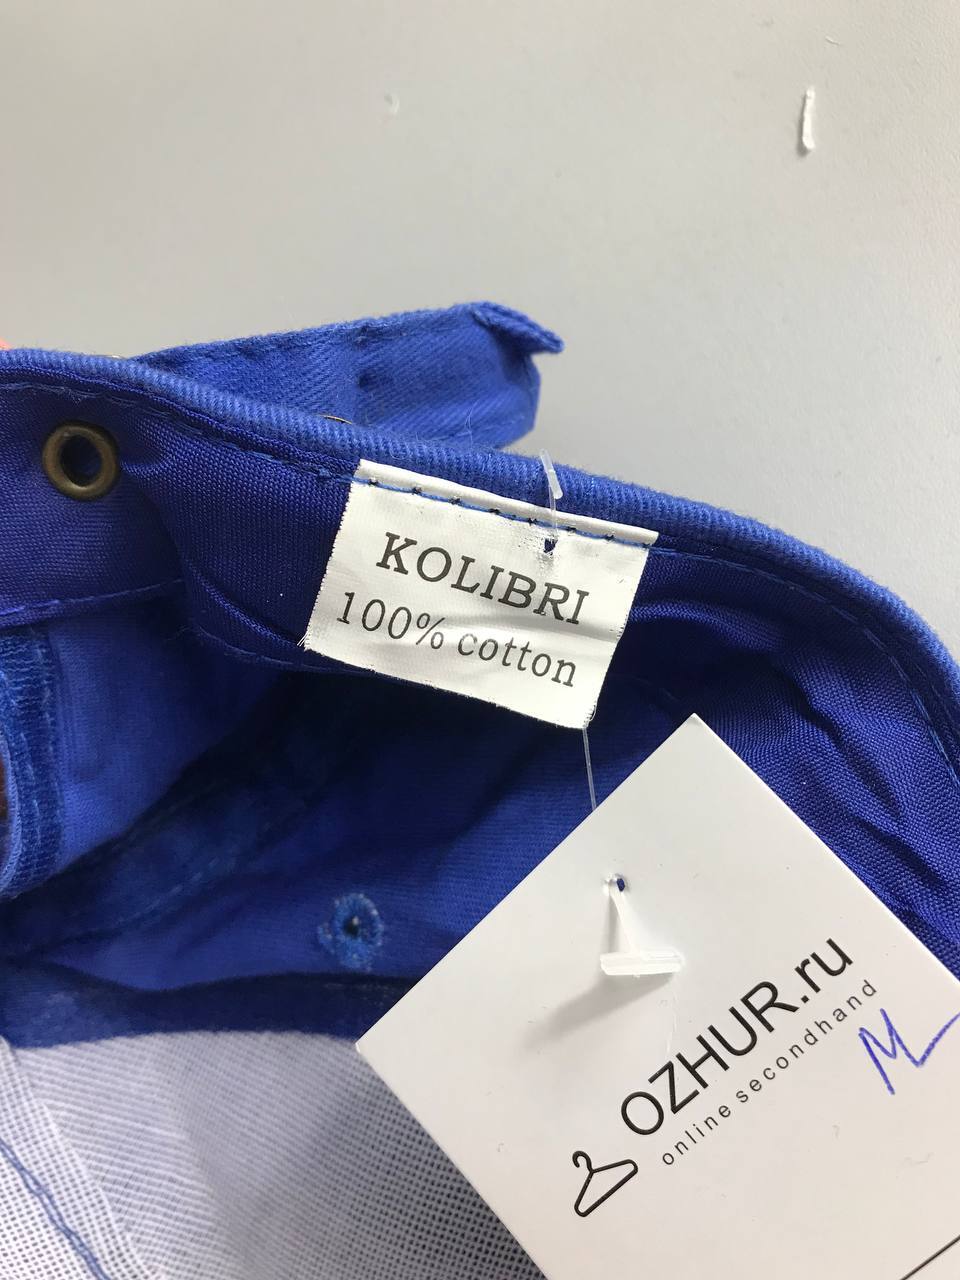 KOLIBRI
100% cotton
OZHUR.ru
online secondhand
M